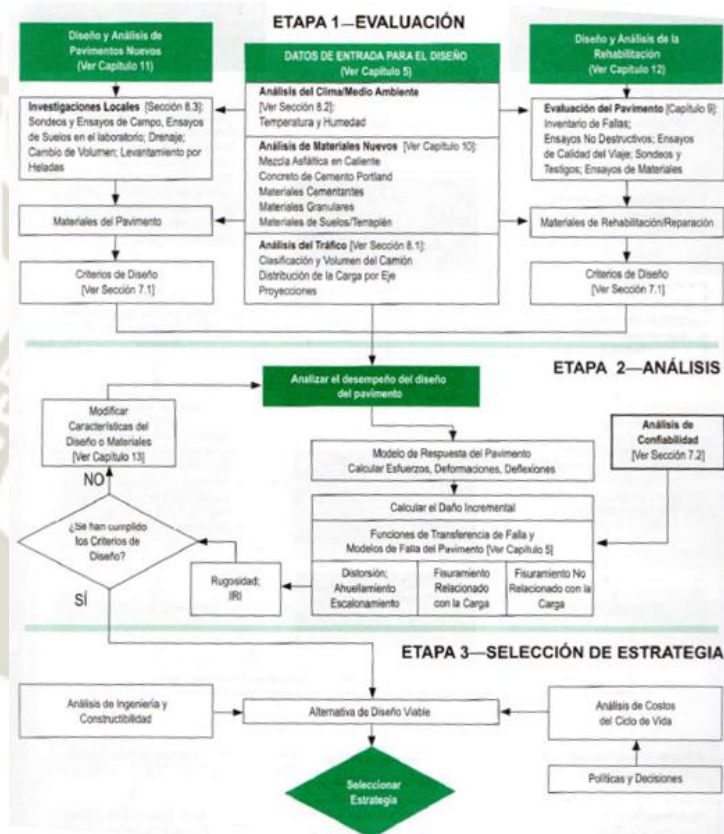 ETAPA 1—EVALUACIÓN
Diseño y Análisis de
Pavimentos Nuevos
(Ver Capítulo 11)
DATOS DE ENTRADA PARA EL DISEÑO
(Ver Capítulo 5)
Diseño y Análisis de la
Rehabilitación
(Ver Capítulo 12)
Investigaciones Locales [Sección 8.3]:
Sondeos y Ensayos de Campo, Ensayos
de Suelos en el laboratorio; Drenaje;
Cambio de Volumen; Levantamiento por
Heladas
Análisis del Clima/Medio Ambiente
[Ver Sección 8.2]:
Temperatura y Humedad
Evaluación del Pavimento [Capítulo 9]:
Inventario de Fallas;
Ensayos No Destructivos; Ensayos
de Calidad del Viaje; Sondeos y
Testigos; Ensayos de Materiales
Análisis de Materiales Nuevos [Ver Capítulo 10]:
Mezcla Asfáltica en Caliente
Concreto de Cemento Portland
Materiales Cementantes
Materiales Granulares
Materiales de Suelos/Terraplén
Materiales del Pavimento
Materiales de Rehabilitación/Reparación
Análisis del Tráfico [Ver Sección 8.1]:
Clasificación y Volumen del Camión
Distribución de la Carga por Eje
Proyecciones
Criterios de Diseño
[Ver Sección 7.1]
Criterios de Diseño
[Ver Sección 7.1]
ETAPA 2—ANÁLISIS
Analizar el desempeño del diseño
del pavimento
Modificar
Características del
Diseño o Materiales
[Ver Capítulo 13]
Análisis de
Confiabilidad
[Ver Sección 7.2]
Modelo de Respuesta del Pavimento
Calcular Esfuerzos, Deformaciones, Deflexiones
NO
Calcular el Daño Incremental
¿Se han cumplido
los Criterios de
Diseño?
Funciones de Transferencia de Falla y
Modelos de Falla del Pavimento [Ver Capítulo 5]
Rugosidad;
IRI
Distorsión;
Ahuellamiento
Escalonamiento
Fisuramiento
Relacionado
con la Carga
Fisuramiento No
Relacionado con la
Carga
SÍ
ETAPA 3—SELECCIÓN DE ESTRATEGIA
Análisis de Ingeniería y
Constructibilidad
Alternativa de Diseño Viable
Análisis de Costos
del Ciclo de Vida
Seleccionar
Estrategia
Políticas y Decisiones